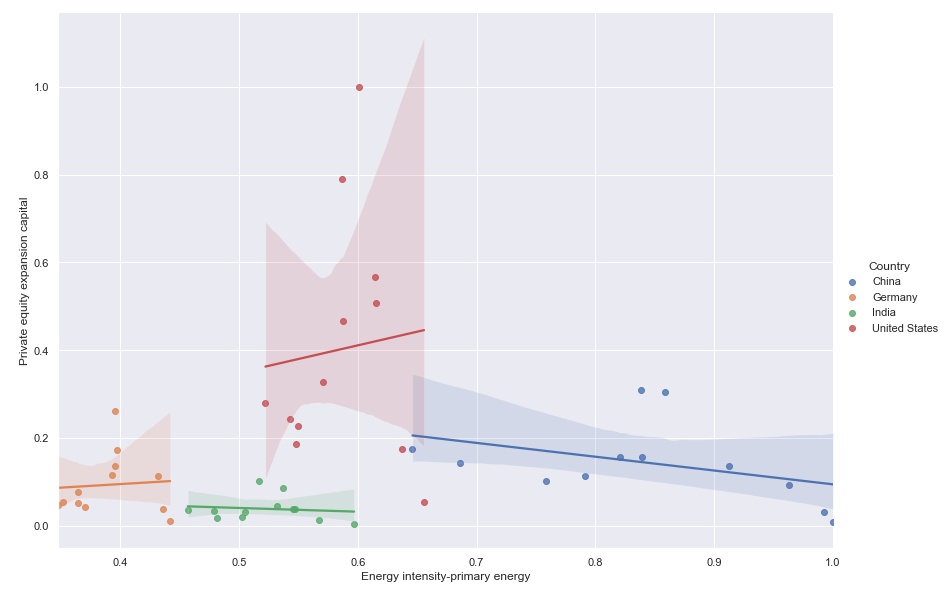 1.0
0.8
0.6
0.4
0.2
0.0
Private equity expansion capital
0.4 0.5 0.6 0.7 0.8 0.9 1.0
Energy intensity-primary energy
Country
China
Germany
India
United States